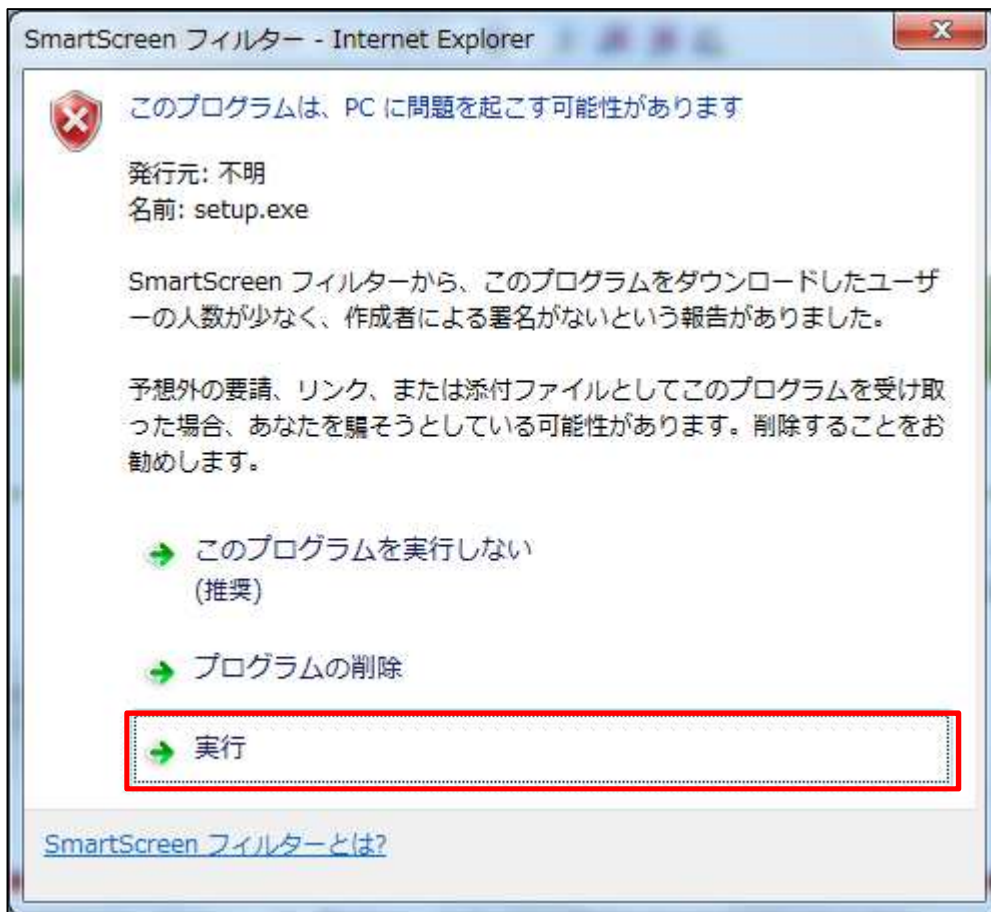 SmartScreen フィルター - Internet Explorer
このプログラムは、PC に問題を起こす可能性があります
発行元: 不明
名前: setup.exe
SmartScreen フィルターから、このプログラムをダウンロードしたユーザ
ーの人数が少なく、作成者による署名がないという報告がありました。
予想外の要請、リンク、または添付ファイルとしてこのプログラムを受け取
った場合、あなたを騙そうとしている可能性があります。削除することをお
勧めします。
このプログラムを実行しない
(推奨)
プログラムの削除
実行
SmartScreen フィルターとは?